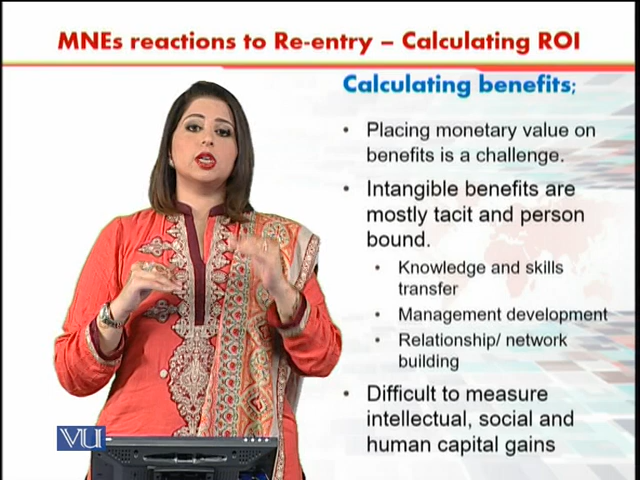 MNEs reactions to Re-entry – Calculating ROI
Calculating benefits;
• Placing monetary value on
benefits is a challenge.
• Intangible benefits are
mostly tacit and person
bound.
• Knowledge and skills
transfer
• Management development
• Relationship/ network
building
• Difficult to measure
intellectual, social and
human capital gains
VU